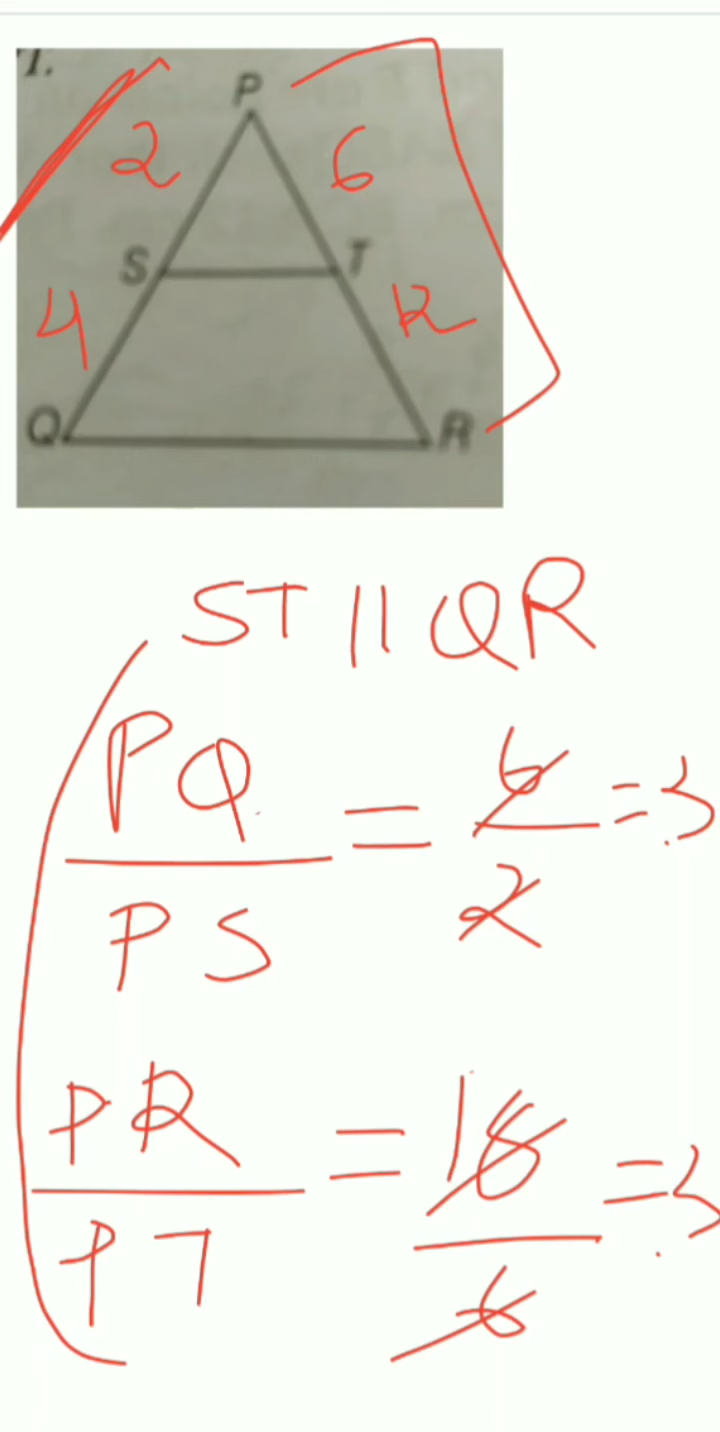 1.
P
2 6
S T
4 12
Q R
ST || QR
PQ/PS = 6/2 = 3
PR/PT = 18/6 = 3